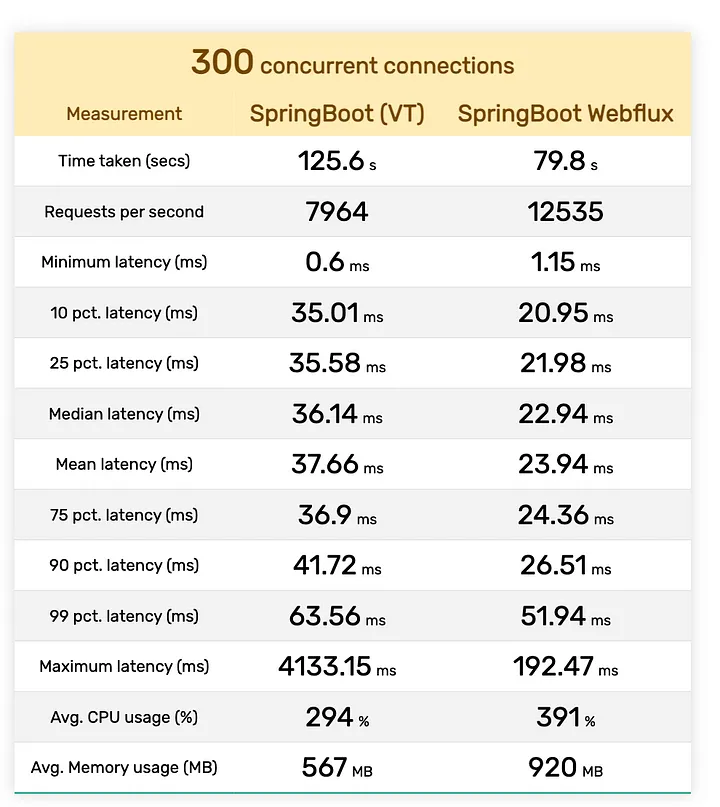 300 concurrent connections
Measurement SpringBoot (VT) SpringBoot Webflux
Time taken (secs) 125.6 s 79.8 s
Requests per second 7964 12535
Minimum latency (ms) 0.6 ms 1.15 ms
10 pct. latency (ms) 35.01 ms 20.95 ms
25 pct. latency (ms) 35.58 ms 21.98 ms
Median latency (ms) 36.14 ms 22.94 ms
Mean latency (ms) 37.66 ms 23.94 ms
75 pct. latency (ms) 36.9 ms 24.36 ms
90 pct. latency (ms) 41.72 ms 26.51 ms
99 pct. latency (ms) 63.56 ms 51.94 ms
Maximum latency (ms) 4133.15 ms 192.47 ms
Avg. CPU usage (%) 294 % 391 %
Avg. Memory usage (MB) 567 MB 920 MB